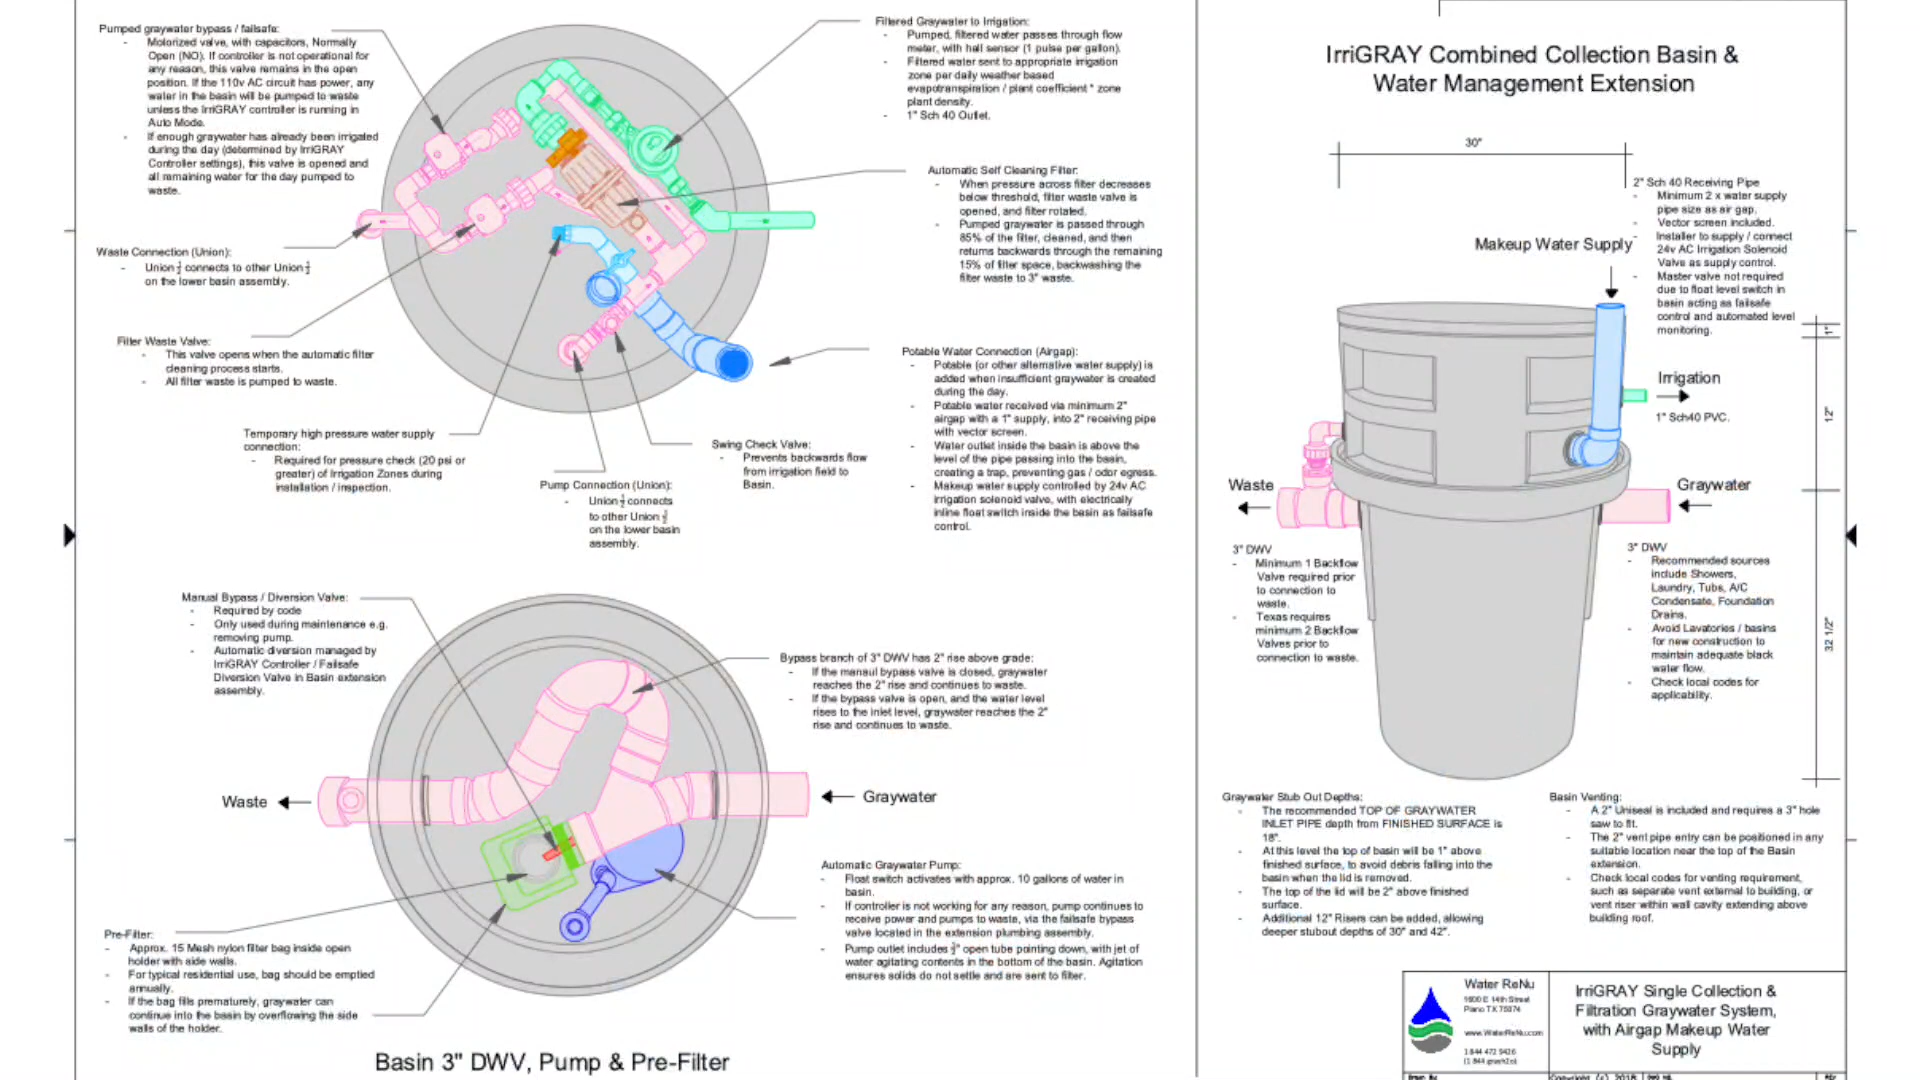 Pumped graywater bypass / failsafe:
- Motorized valve, with capacitors, Normally
Open (NO). If controller is not operational for
any reason, this valve remains in the open
position. If the 110v AC circuit has power, any
water in the basin will be pumped to waste
unless the IrriGRAY controller is running in
Auto Mode.
- If enough graywater has already been irrigated
during the day (determined by IrriGRAY
Controller settings), this valve is opened and
all remaining water for the day pumped to
waste.
Waste Connection (Union):
- Union 1/2 connects to other Union 1/2
on the lower basin assembly.
Filler Waste Valve:
- This valve opens when the automatic filter
cleaning process starts.
- All filter waste is pumped to waste.
Temporary high pressure water supply
connection:
- Required for pressure check (20 psi or
greater) of Irrigation Zones during
installation / inspection.
Pump Connection (Union):
- Union connects
to other Union
on the lower basin
assembly.
Swing Check Valve:
- Prevents backwards flow
from irrigation field to
Basin.
Filtered Graywater to Irrigation:
- Pumped, filtered water passes through flow
meter, with hall sensor (1 pulse per gallon).
- Filtered water sent to appropriate irrigation
zone per daily weather based
evapotranspiration / plant coefficient * zone
plant density.
- 1" Sch 40 Outlet.
Automatic Self Cleaning Filter:
- When pressure across filter decreases
below threshold, filter waste valve is
opened, and filter rotated.
- Pumped graywater is passed through
85% of the filter, cleaned, and then
returns backwards through the remaining
15% of filter space, backwashing the
filter waste to 3" waste.
Potable Water Connection (Airgap):
- Potable (or other alternative water supply) is
added when insufficient graywater is created
during the day.
- Potable water received via minimum 2"
airgap with a 1" supply, into 2" receiving pipe
with vector screen.
- Water outlet inside the basin is above the
level of the pipe passing into the basin,
creating a trap, preventing gas / odor egress.
- Makeup water supply controlled by 24v AC
irrigation solenoid valve, with electrically
inline float switch inside the basin as failsafe
control.
Manual Bypass / Diversion Valve:
- Required by code
- Only used during maintenance e.g.
removing pump.
- Automatic diversion managed by
IrriGRAY Controller / Failsafe
Diversion Valve in Basin extension
assembly.
Bypass branch of 3" DWV has 2" rise above grade:
- If the manaul bypass valve is closed, graywater
reaches the 2" rise and continues to waste.
- If the bypass valve is open, and the water level
rises to the inlet level, graywater reaches the 2"
rise and continues to waste.
Waste
Graywater
Automatic Graywater Pump:
- Float switch activates with approx. 10 gallons of water in
basin.
- If controller is not working for any reason, pump continues to
receive power and pumps to waste, via the failsafe bypass
valve located in the extension plumbing assembly.
- Pump outlet includes open tube pointing down, with jet of
water agitating contents in the bottom of the basin. Agitation
ensures solids do not settle and are sent to filter.
Pre-Filter:
- Approx. 15 Mesh nylon filter bag inside open
holder with side walls.
- For typical residential use, bag should be emptied
annually.
- If the bag fills prematurely, graywater can
continue into the basin by overflowing the side
walls of the holder.
Basin 3" DWV, Pump & Pre-Filter
IrriGRAY Combined Collection Basin &
Water Management Extension
30"
2" Sch 40 Receiving Pipe
- Minimum 2 x water supply
pipe size as air gap.
- Vector screen included.
- Installer to supply / connect
24v AC Irrigation Solenoid
Valve as supply control.
- Master valve not required
due to float level switch in
basin acting as failsafe
control and automated level
monitoring.
Makeup Water Supply
1"
Irrigation
1" Sch40 PVC.
12"
Waste
Graywater
3" DWV
- Minimum 1 Backflow
Valve required prior
to connection to
waste.
- Texas requires
minimum 2 Backflow
Valves prior to
connection to waste.
3" DWV
- Recommended sources
include Showers,
Laundry, Tubs, A/C
Condensate, Foundation
Drains.
- Avoid Lavatories / basins
for new construction to
maintain adequate black
water flow.
- Check local codes for
applicability.
32 1/2"
Graywater Stub Out Depths:
- The recommended TOP OF GRAYWATER
INLET PIPE depth from FINISHED SURFACE is
18".
- At this level the top of basin will be 1" above
finished surface, to avoid debris falling into the
basin when the lid is removed.
- The top of the lid will be 2" above finished
surface.
- Additional 12" Risers can be added, allowing
deeper stubout depths of 30" and 42".
Basin Venting:
- A 2" Uniseal is included and requires a 3" hole
saw to fit.
- The 2" vent pipe entry can be positioned in any
suitable location near the top of the Basin
extension.
- Check local codes for venting requirement,
such as separate vent external to building, or
vent riser within wall cavity extending above
building roof.
Water ReNu
1600 E 14th Street
Plano TX 75074
www.WaterReNu.com
1 844 472 9426
IrriGRAY Single Collection &
Filtration Graywater System,
with Airgap Makeup Water
Supply